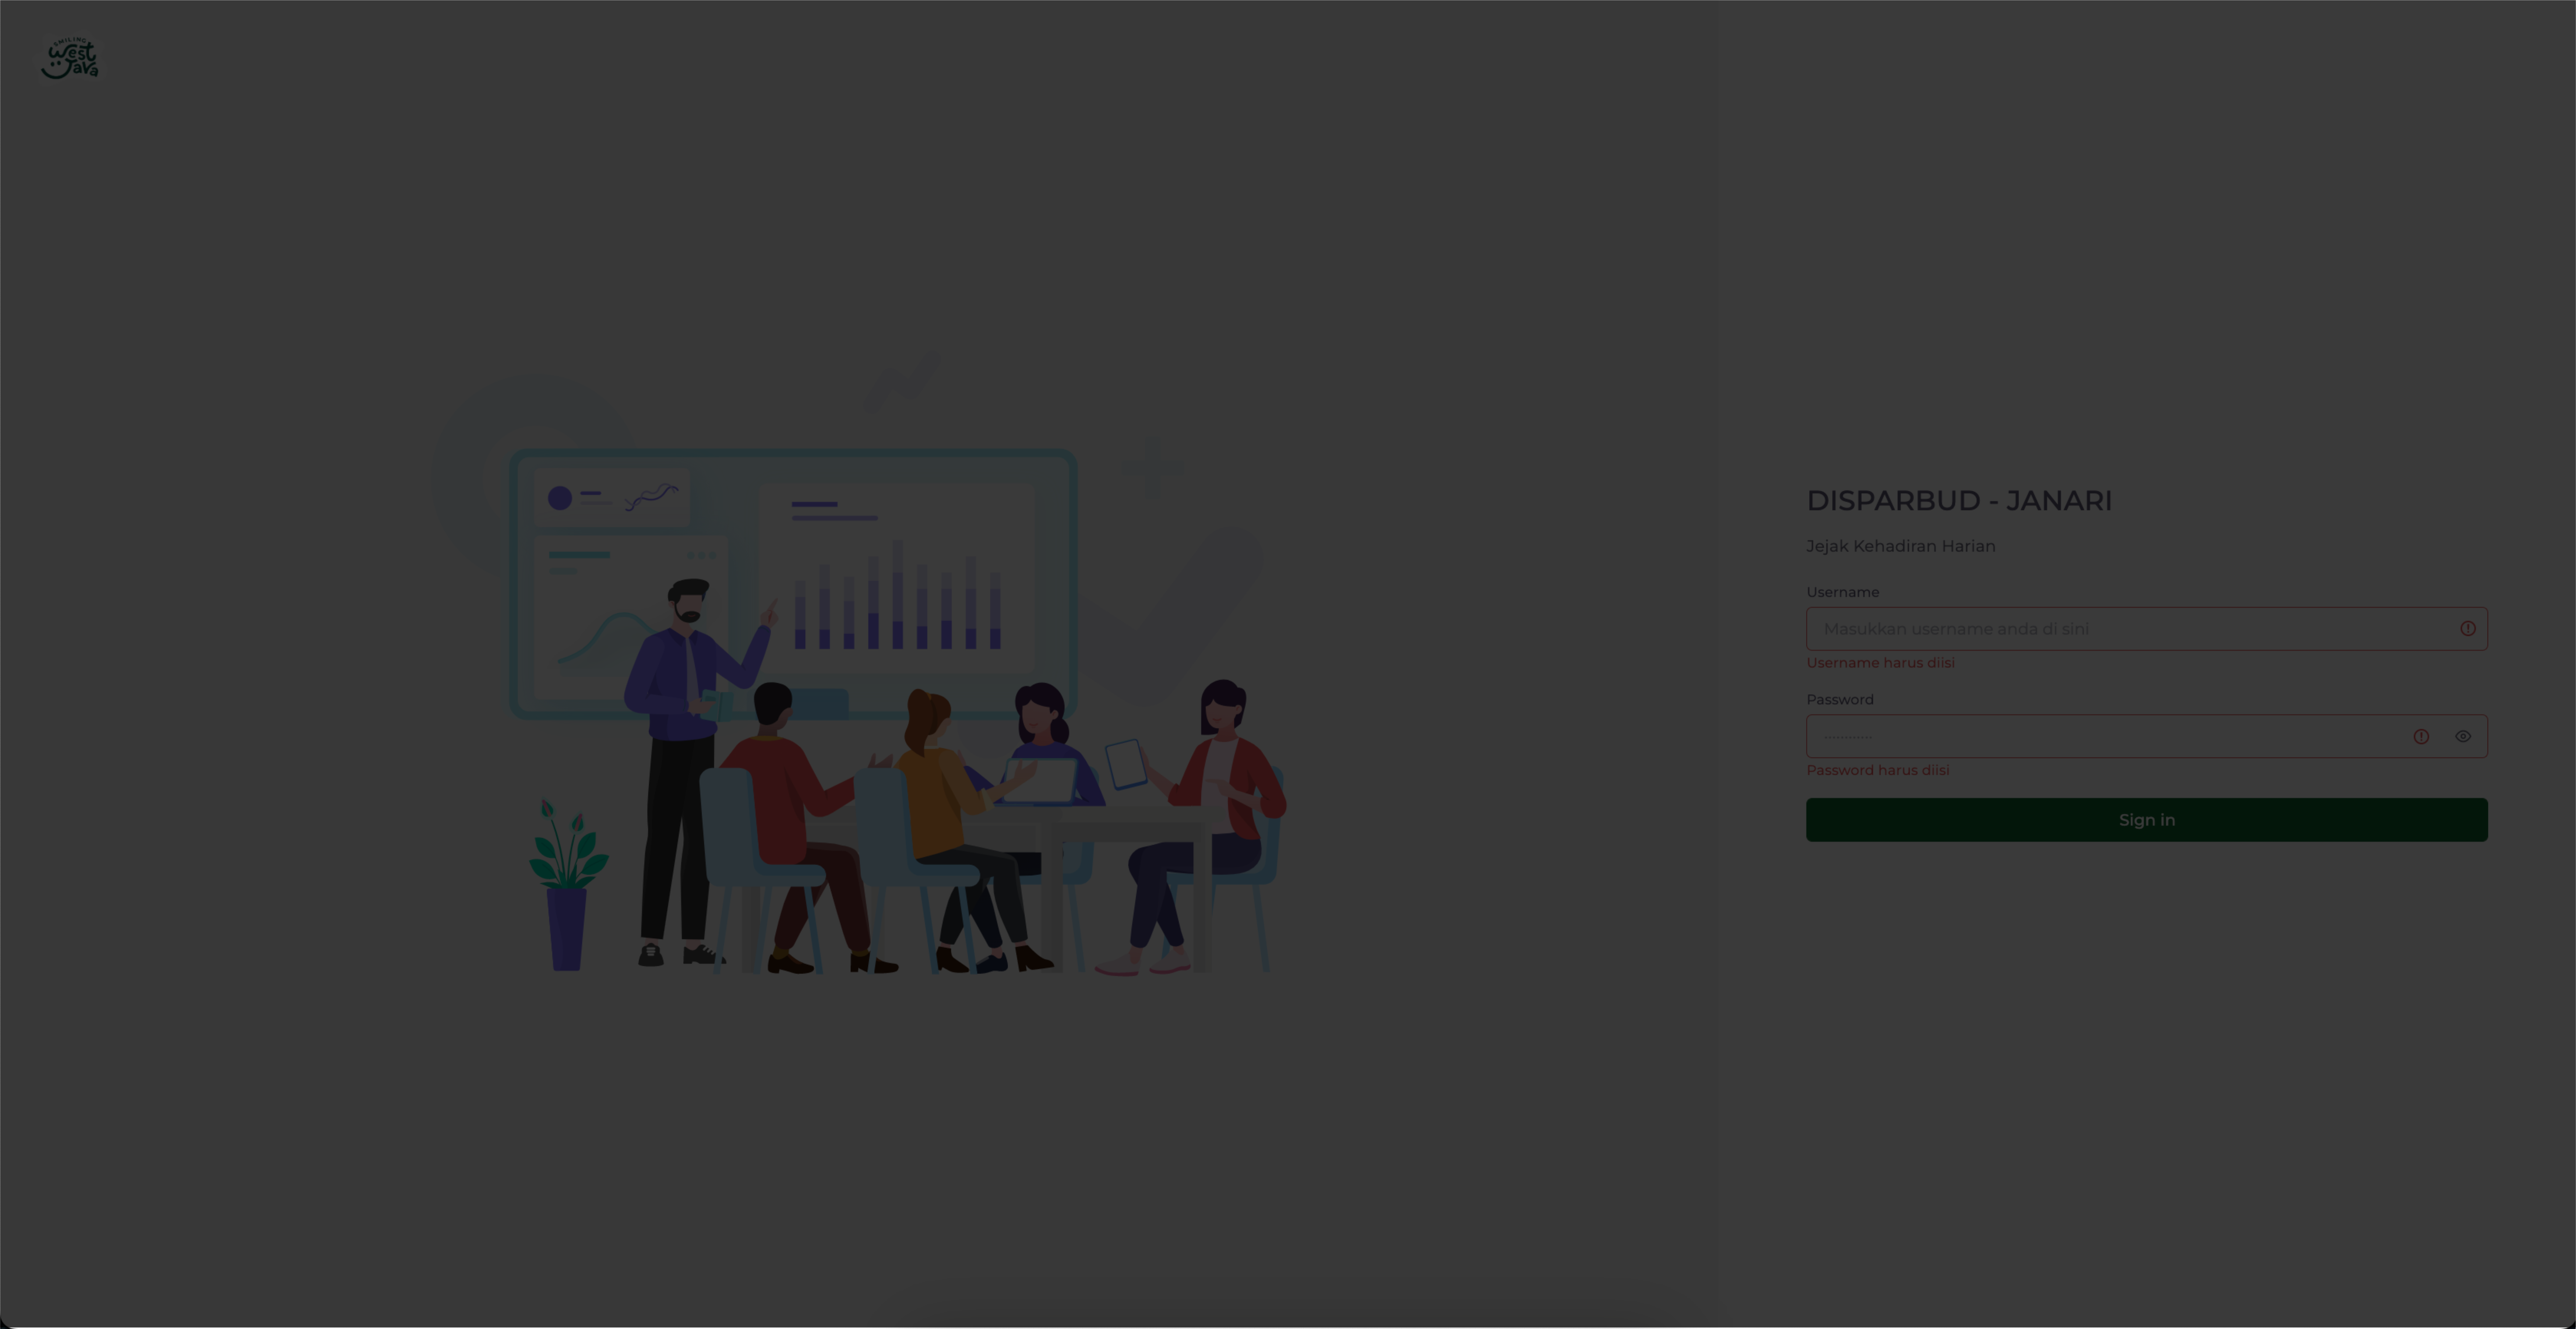 SMILING
West
Java
DISPARBUD - JANARI
Jejak Kehadiran Harian
Username
Masukkan username anda di sini
Username harus diisi
Password
············
Password harus diisi
Sign in